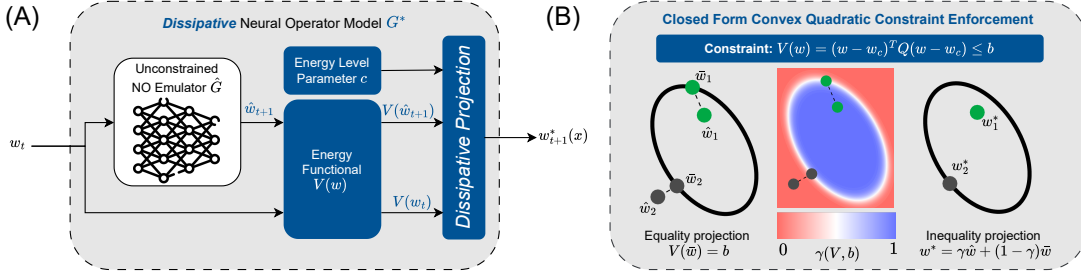 (A)
Dissipative Neural Operator Model G*
Unconstrained
NO Emulator Ĝ
Energy Level
Parameter c
w_t
ŵ_{t+1}
Energy
Functional
V(w)
V(ŵ_{t+1})
V(w_t)
Dissipative Projection
w*_{t+1}(x)
(B)
Closed Form Convex Quadratic Constraint Enforcement
Constraint: V(w) = (w − w_c)^T Q(w − w_c) ≤ b
w̄_1
ŵ_1
w̄_2
ŵ_2
Equality projection
V(w̄) = b
0
γ(V, b)
1
w*_1
w*_2
Inequality projection
w* = γŵ + (1 − γ)w̄